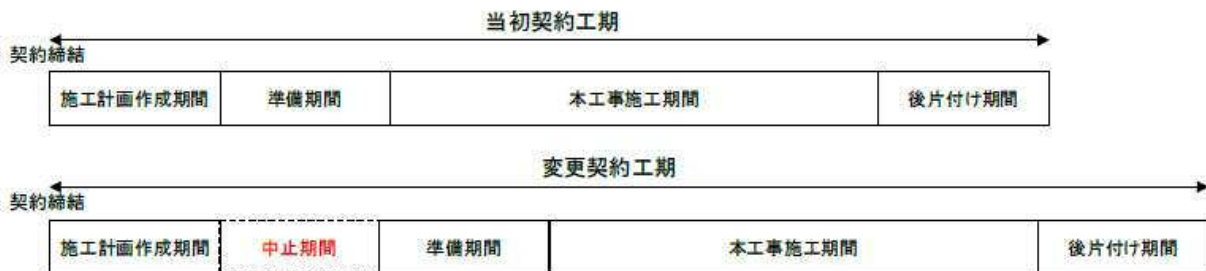 当初契約工期
契約締結
施工計画作成期間 準備期間 本工事施工期間 後片付け期間
変更契約工期
契約締結
施工計画作成期間 中止期間 準備期間 本工事施工期間 後片付け期間